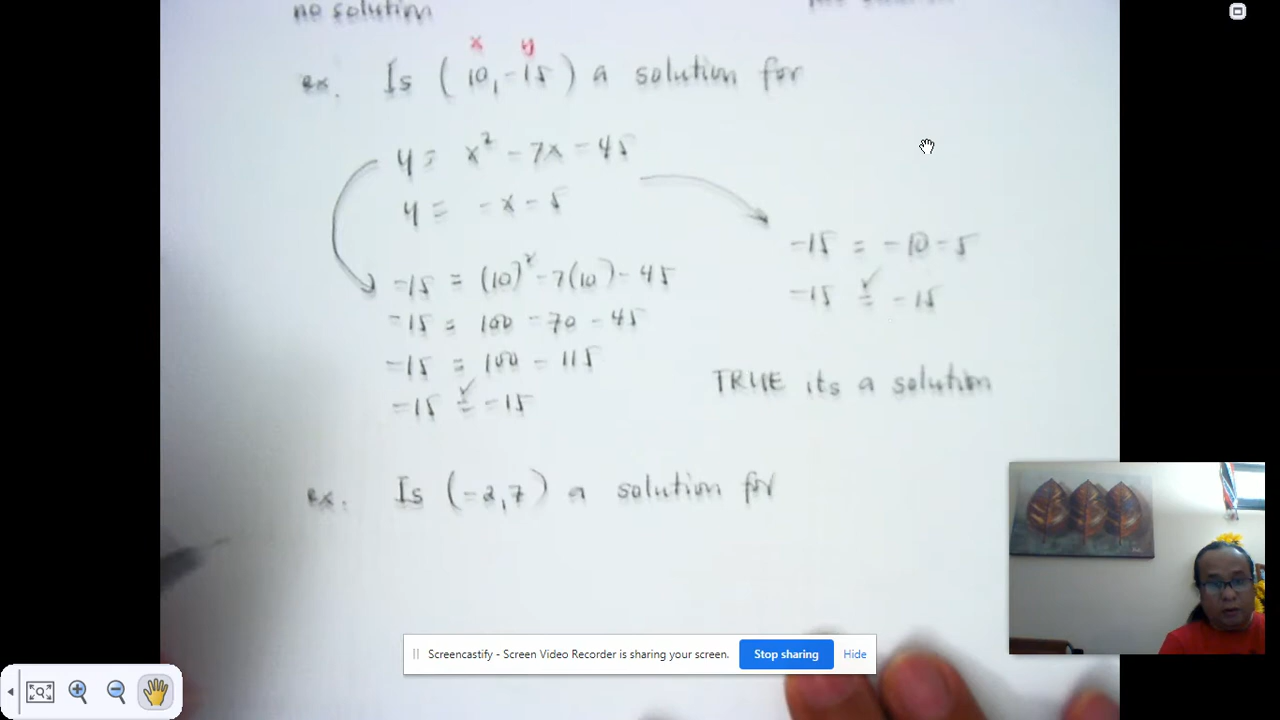 no solution
x y
ex. Is (10, -15) a solution for
y = x² - 7x - 45
y = -x - 5
-15 = (10)² - 7(10) - 45
-15 = 100 - 70 - 45
-15 = 100 - 115
-15 =✓ -15
-15 = -10 - 5
-15 =✓ -15
TRUE its a solution
ex. Is (-2, 7) a solution for
Screencastify - Screen Video Recorder is sharing your screen.
Stop sharing
Hide